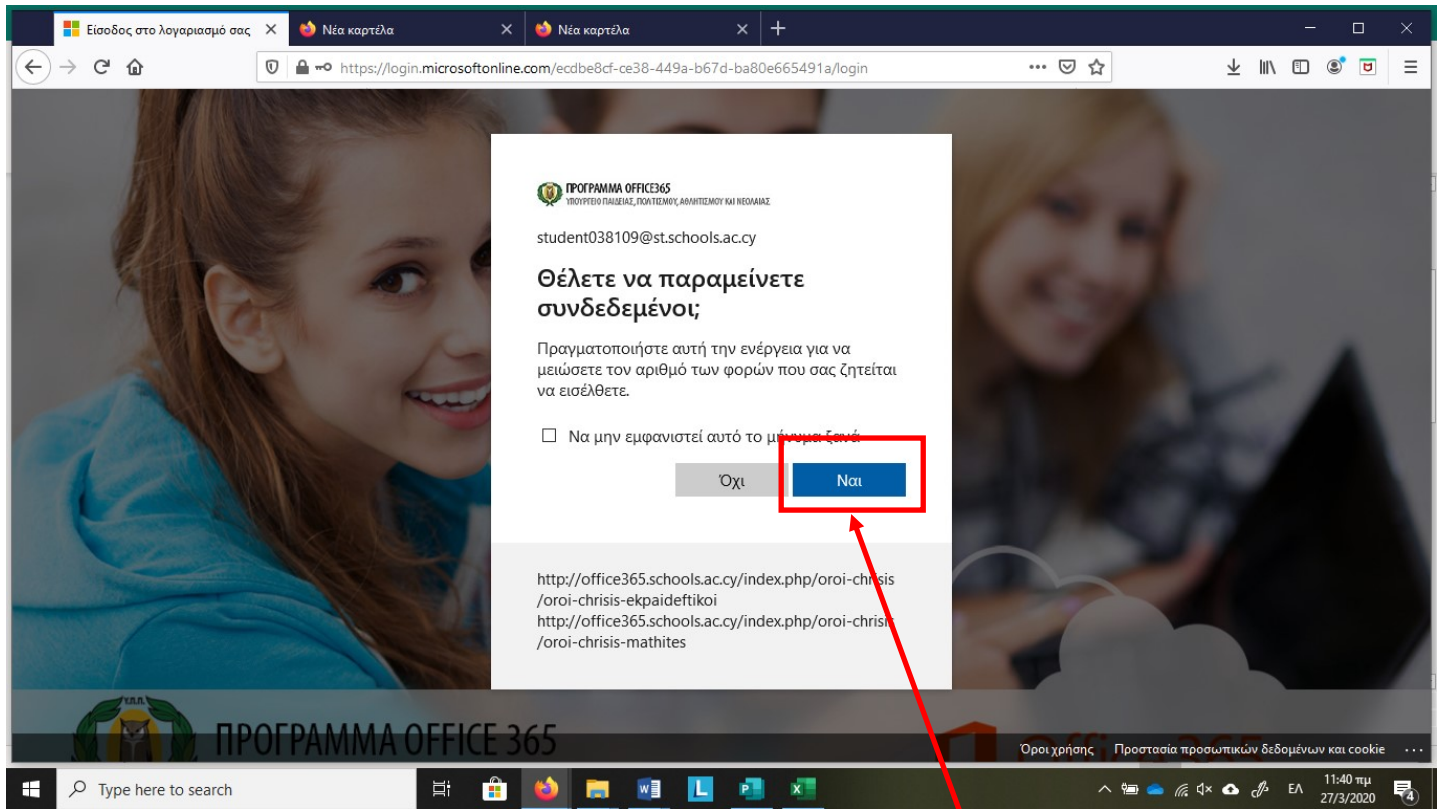 Είσοδος στο λογαριασμό σας
Νέα καρτέλα
Νέα καρτέλα
https://login.microsoftonline.com/ecdbe8cf-ce38-449a-b67d-ba80e665491a/login
ΠΡΟΓΡΑΜΜΑ OFFICE365
ΥΠΟΥΡΓΕΙΟ ΠΑΙΔΕΙΑΣ, ΠΟΛΙΤΙΣΜΟΥ, ΑΘΛΗΤΙΣΜΟΥ ΚΑΙ ΝΕΟΛΑΙΑΣ
student038109@st.schools.ac.cy
Θέλετε να παραμείνετε
συνδεδεμένοι;
Πραγματοποιήστε αυτή την ενέργεια για να
μειώσετε τον αριθμό των φορών που σας ζητείται
να εισέλθετε.
Να μην εμφανιστεί αυτό το μήνυμα ξανά
Όχι
Ναι
http://office365.schools.ac.cy/index.php/oroi-chrisis
/oroi-chrisis-ekpaideftikoi
http://office365.schools.ac.cy/index.php/oroi-chrisis
/oroi-chrisis-mathites
Υ.Π.Π.
ΠΡΟΓΡΑΜΜΑ OFFICE 365
Office 365
Όροι χρήσης Προστασία προσωπικών δεδομένων και cookie ...
Type here to search
ΕΛ
11:40 πμ
27/3/2020
4